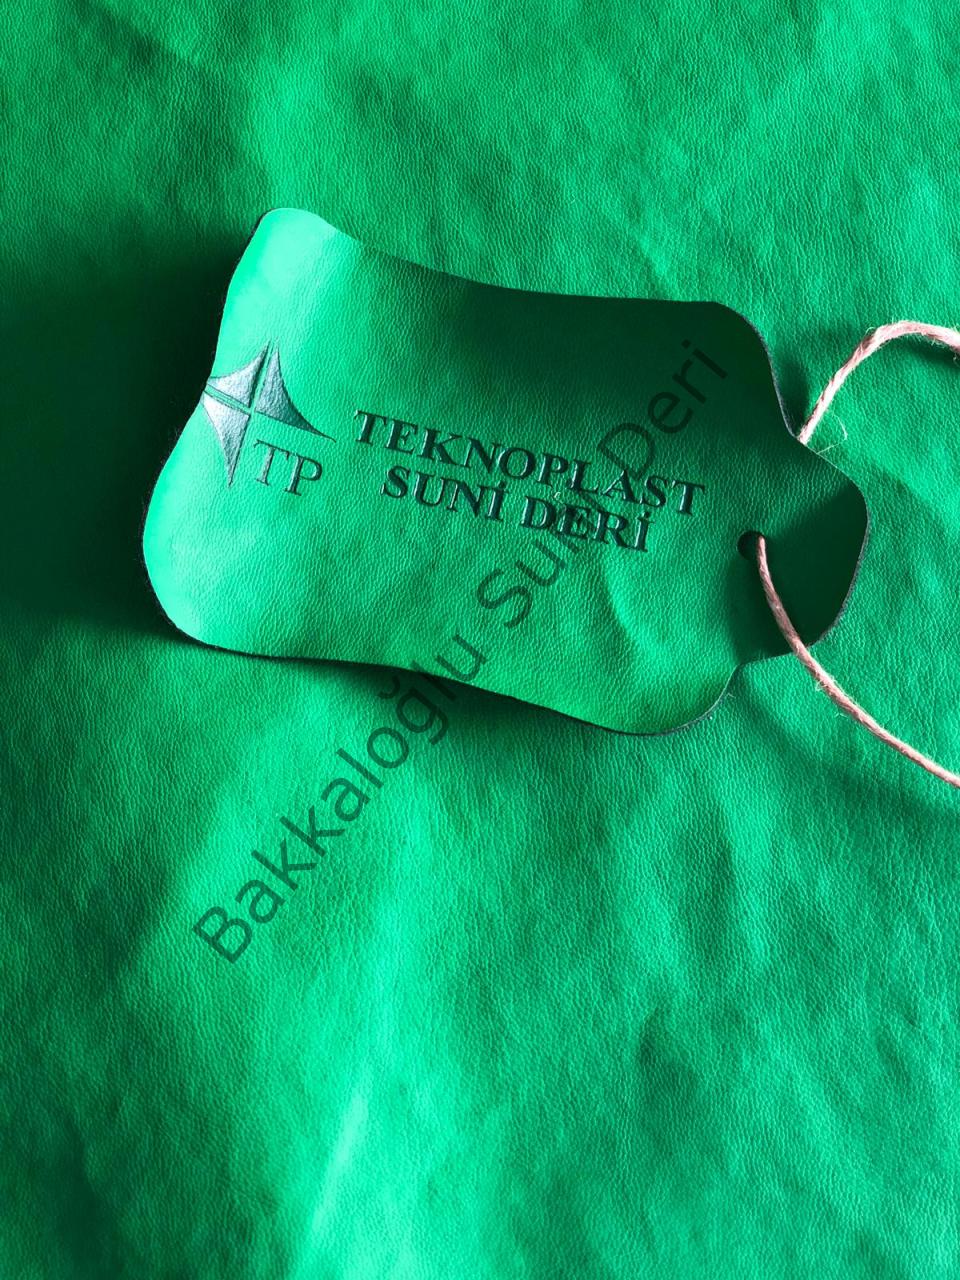 TP
TEKNOPLAST
SUNİ DERİ
Bakkaloğlu Suni Deri